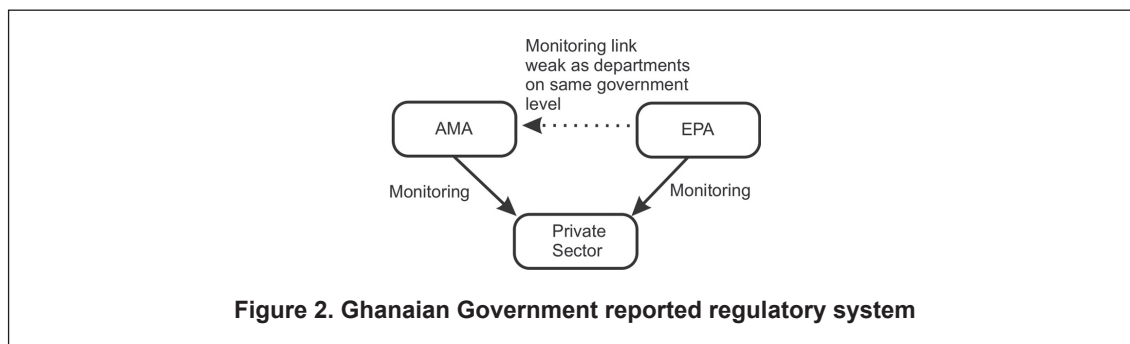 Monitoring link
weak as departments
on same government
level
AMA
EPA
Monitoring
Monitoring
Private
Sector
Figure 2. Ghanaian Government reported regulatory system